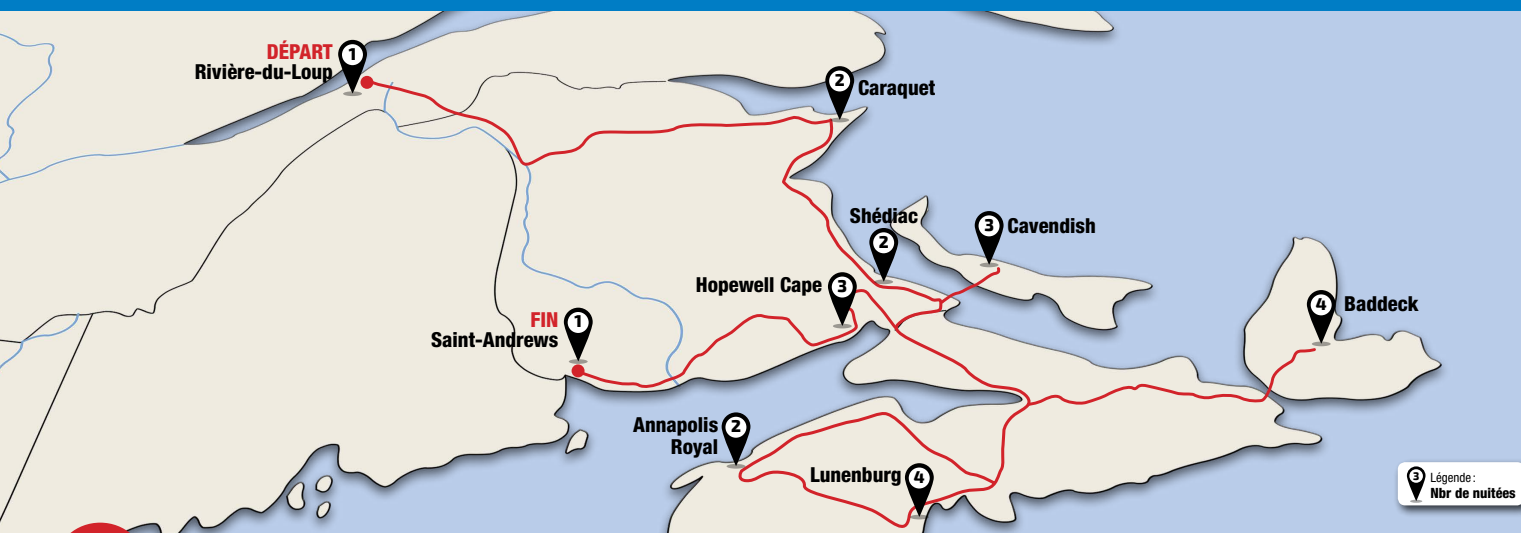 DÉPART
Rivière-du-Loup
1
2
Caraquet
Shédiac
2
3
Cavendish
Hopewell Cape
3
FIN
Saint-Andrews
1
4
Baddeck
Annapolis
Royal
2
Lunenburg
4
3
Légende :
Nbr de nuitées